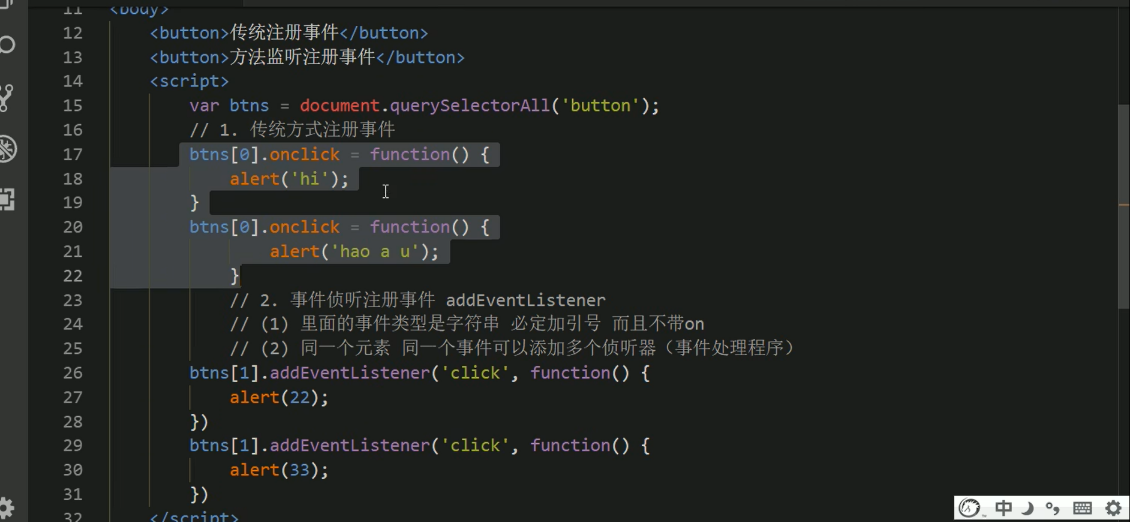 11 <body>
12 <button>传统注册事件</button>
13 <button>方法监听注册事件</button>
14 <script>
15 var btns = document.querySelectorAll('button');
16 // 1. 传统方式注册事件
17 btns[0].onclick = function() {
18 alert('hi');
19 }
20 btns[0].onclick = function() {
21 alert('hao a u');
22 }
23 // 2. 事件侦听注册事件 addEventListener
24 // (1) 里面的事件类型是字符串 必定加引号 而且不带on
25 // (2) 同一个元素 同一个事件可以添加多个侦听器（事件处理程序）
26 btns[1].addEventListener('click', function() {
27 alert(22);
28 })
29 btns[1].addEventListener('click', function() {
30 alert(33);
31 })
32 </script>
中